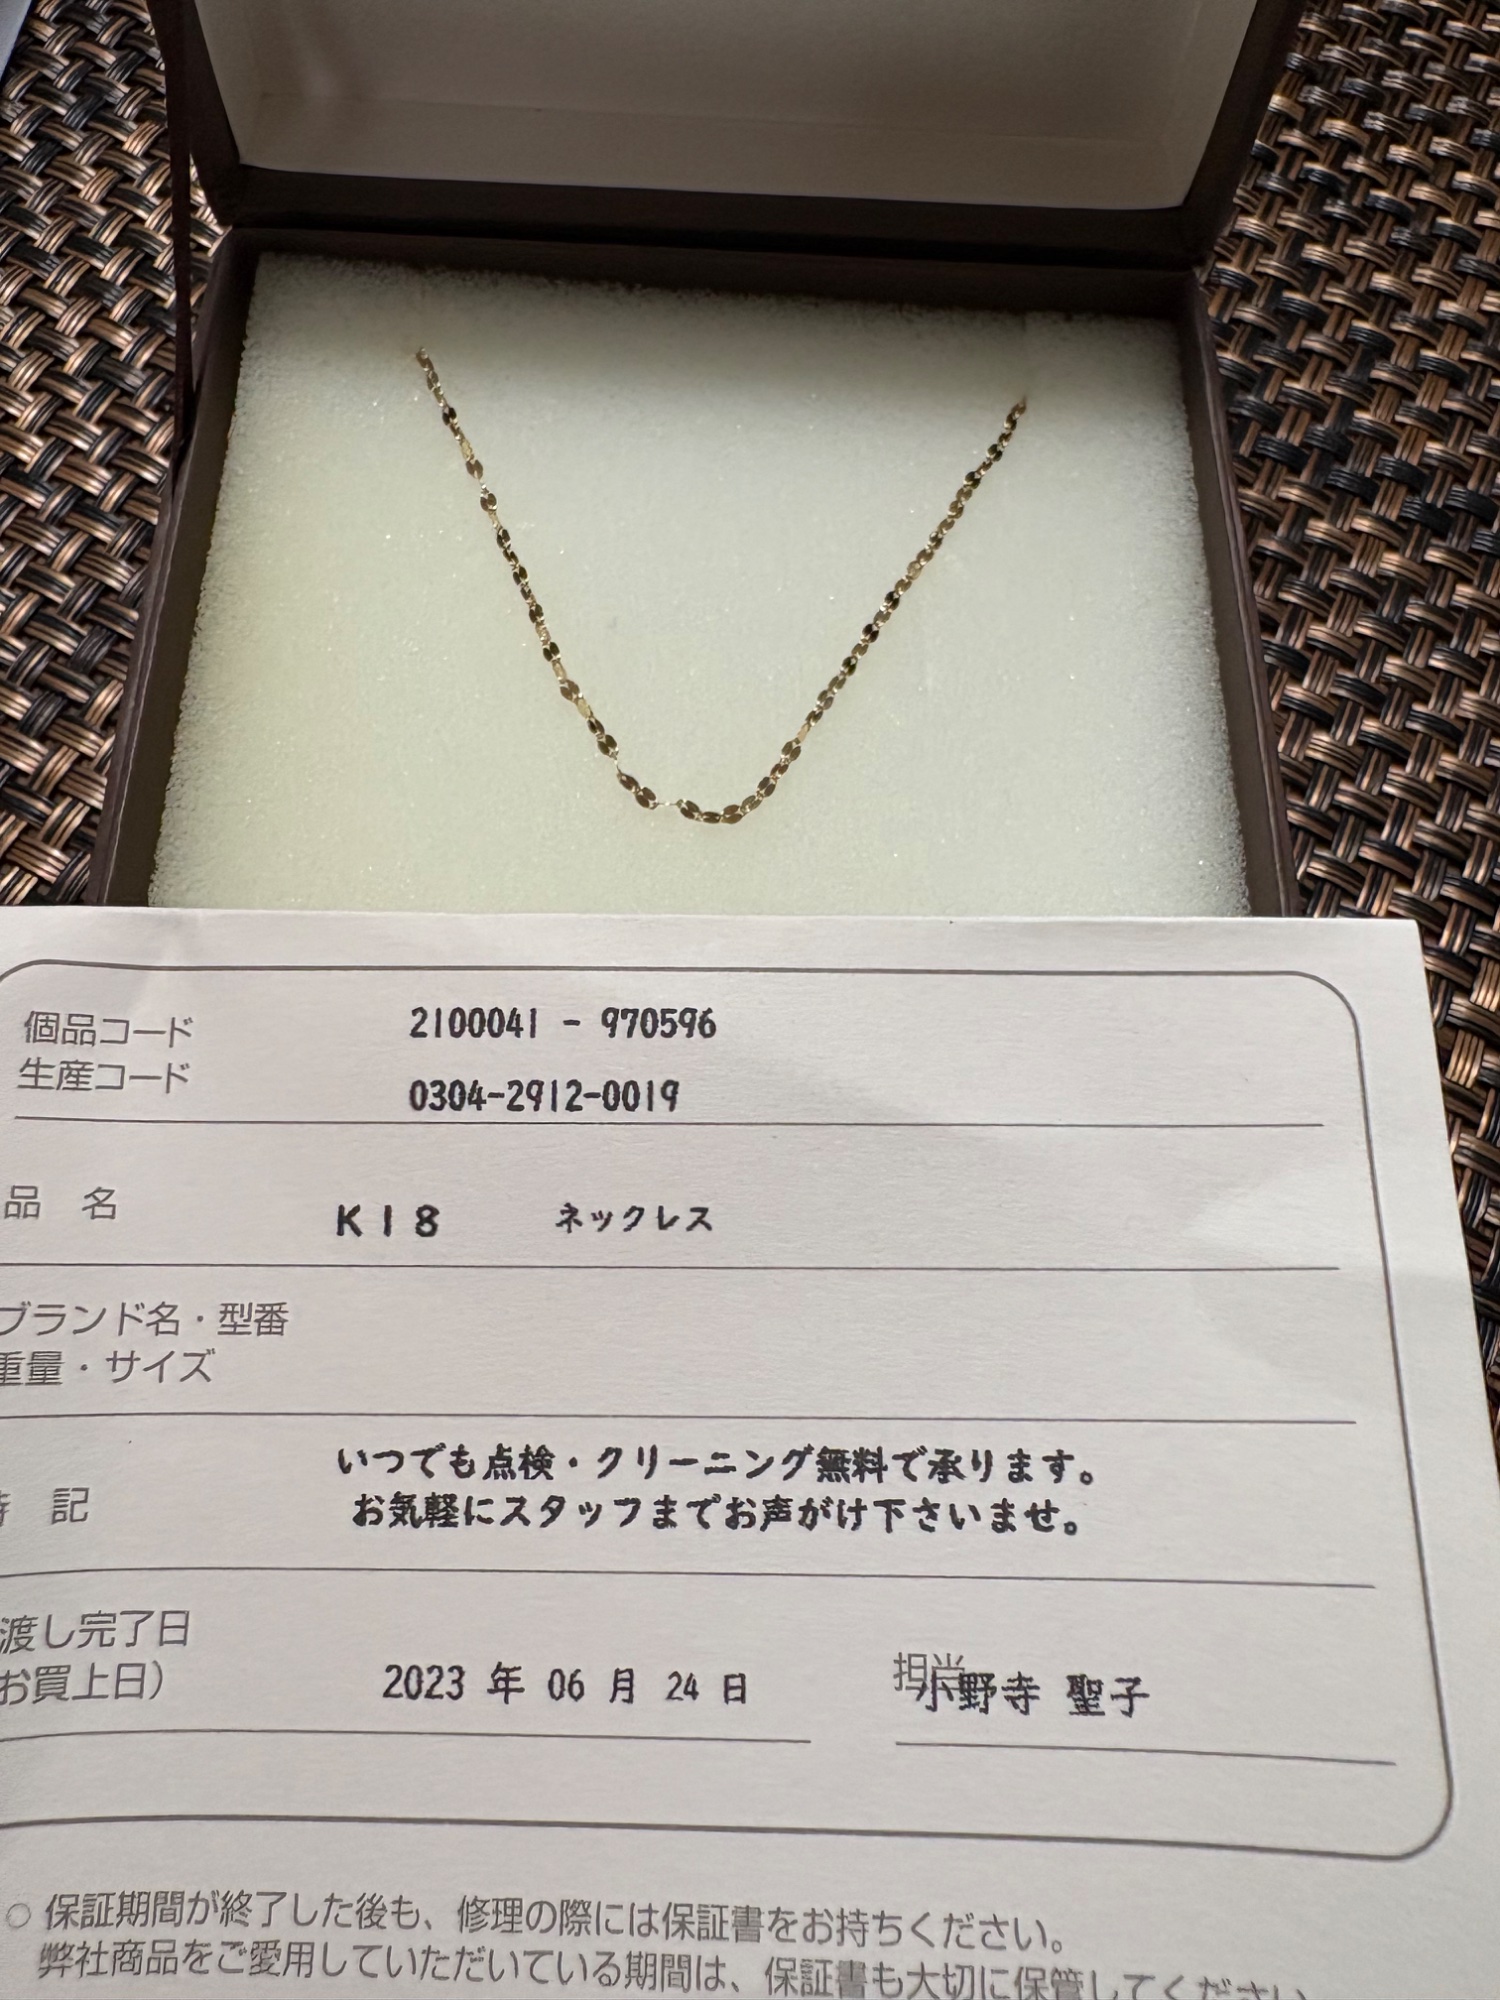 個品コード 2100041 - 970596
生産コード 0304-2912-0019
品 名 K18 ネックレス
ブランド名・型番
重量・サイズ
いつでも点検・クリーニング無料で承ります。
記 お気軽にスタッフまでお声がけ下さいませ。
渡し完了日
お買上日） 2023 年 06 月 24 日 担当 小野寺 聖子
○ 保証期間が終了した後も、修理の際には保証書をお持ちください。
弊社商品をご愛用していただいている期間は、保証書も大切に保管してください